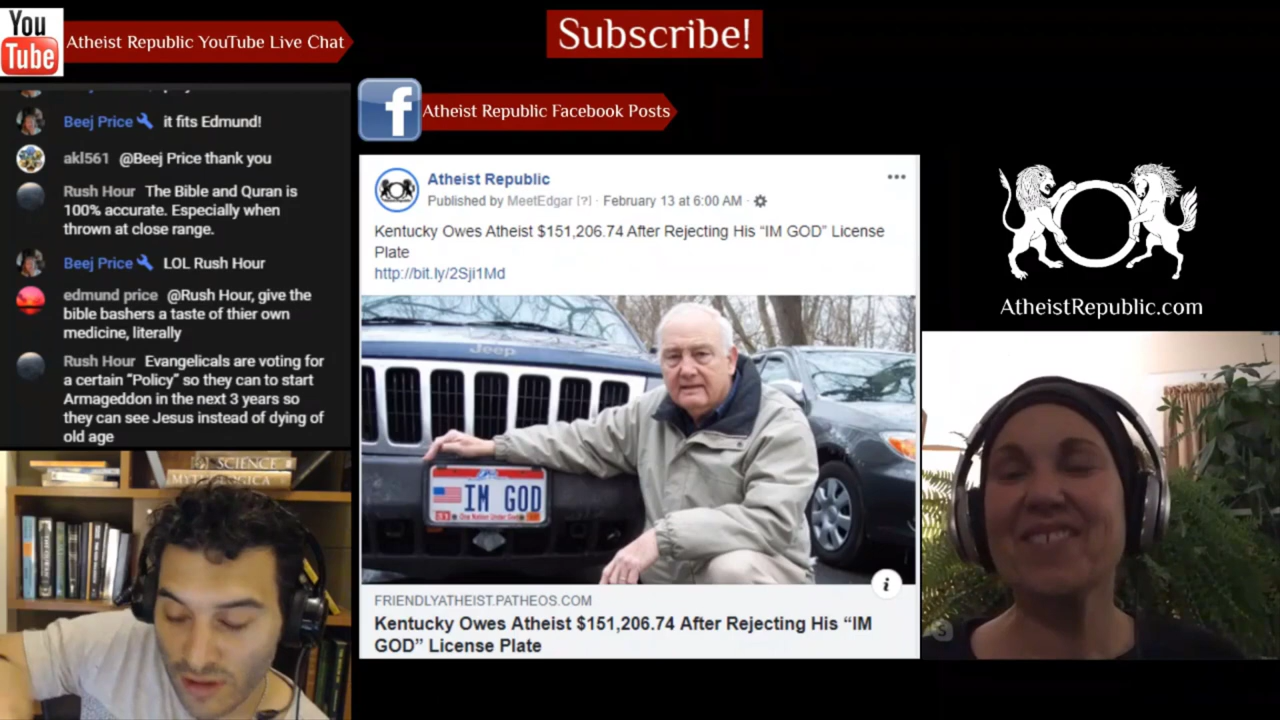 You
Tube
Atheist Republic YouTube Live Chat
Subscribe!
Beej Price it fits Edmund!
akl561 @Beej Price thank you
Rush Hour The Bible and Quran is
100% accurate. Especially when
thrown at close range.
Beej Price LOL Rush Hour
edmund price @Rush Hour, give the
bible bashers a taste of thier own
medicine, literally
Rush Hour Evangelicals are voting for
a certain “Policy” so they can to start
Armageddon in the next 3 years so
they can see Jesus instead of dying of
old age
f
Atheist Republic Facebook Posts
Atheist Republic
Published by MeetEdgar [?] · February 13 at 6:00 AM ·
Kentucky Owes Atheist $151,206.74 After Rejecting His “IM GOD” License
Plate
http://bit.ly/2Sji1Md
Jeep
IM GOD
One Nation Under God
i
FRIENDLYATHEIST.PATHEOS.COM
Kentucky Owes Atheist $151,206.74 After Rejecting His “IM
GOD” License Plate
AtheistRepublic.com
SCIENCE
S